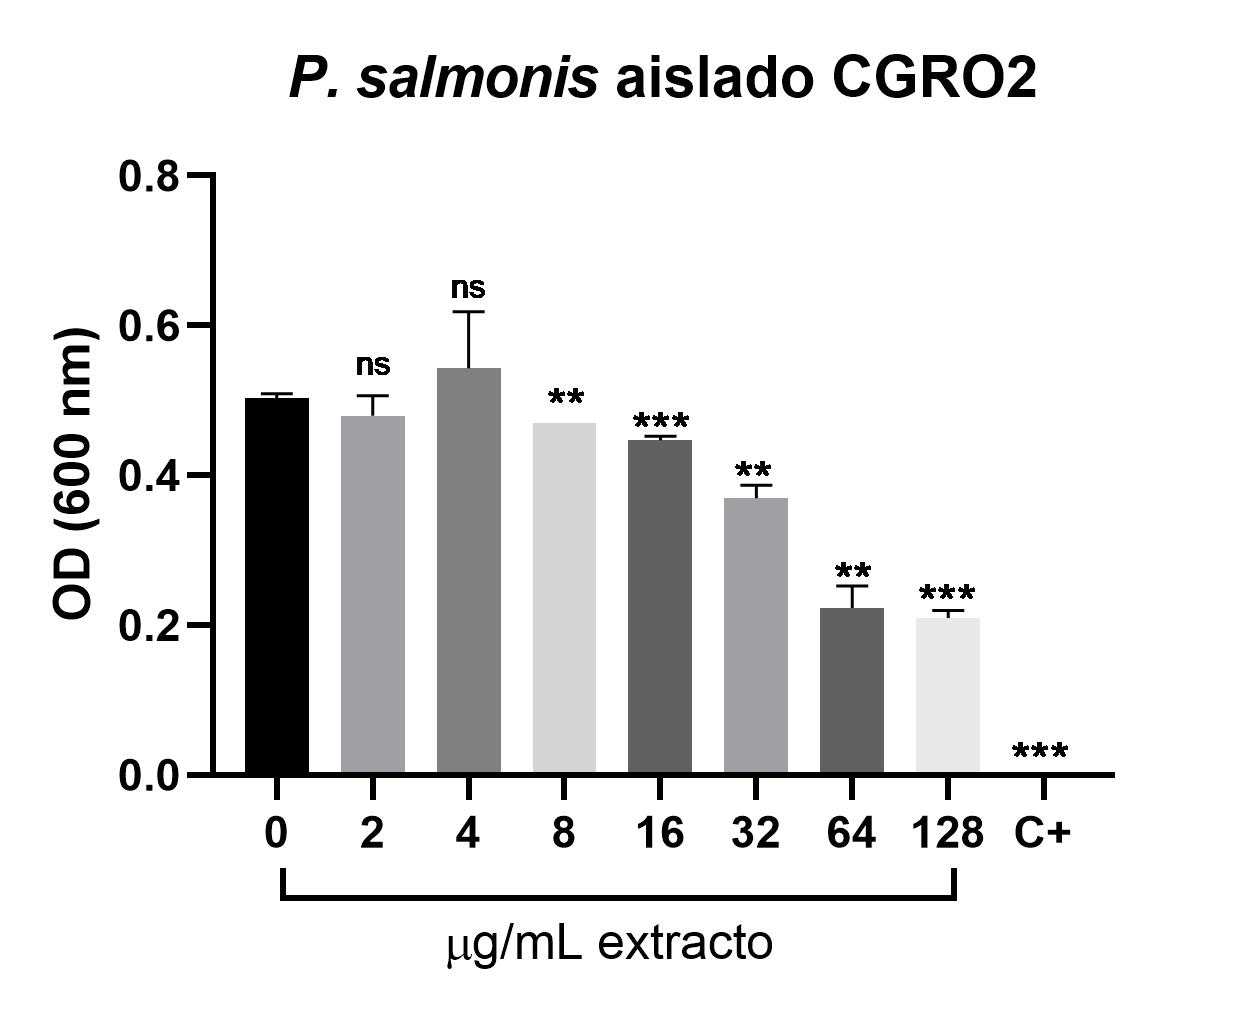 P. salmonis aislado CGRO2
OD (600 nm)
0.8
0.6
0.4
0.2
0.0
ns
ns
**
***
**
**
***
***
0 2 4 8 16 32 64 128 C+
μg/mL extracto